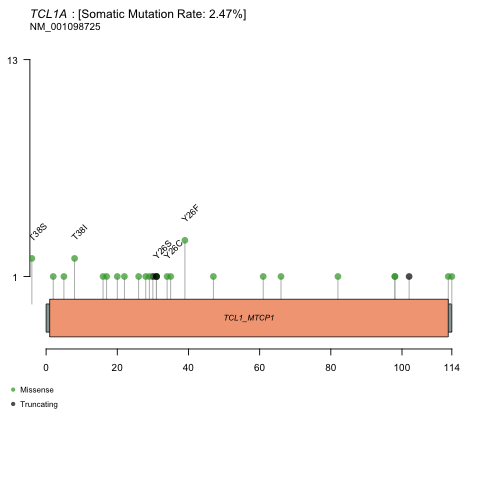 TCL1A : [Somatic Mutation Rate: 2.47%]
NM_001098725
13
T38S
T38I
Y26S
Y26C
Y26F
1
TCL1_MTCP1
0 20 40 60 80 100 114
Missense
Truncating